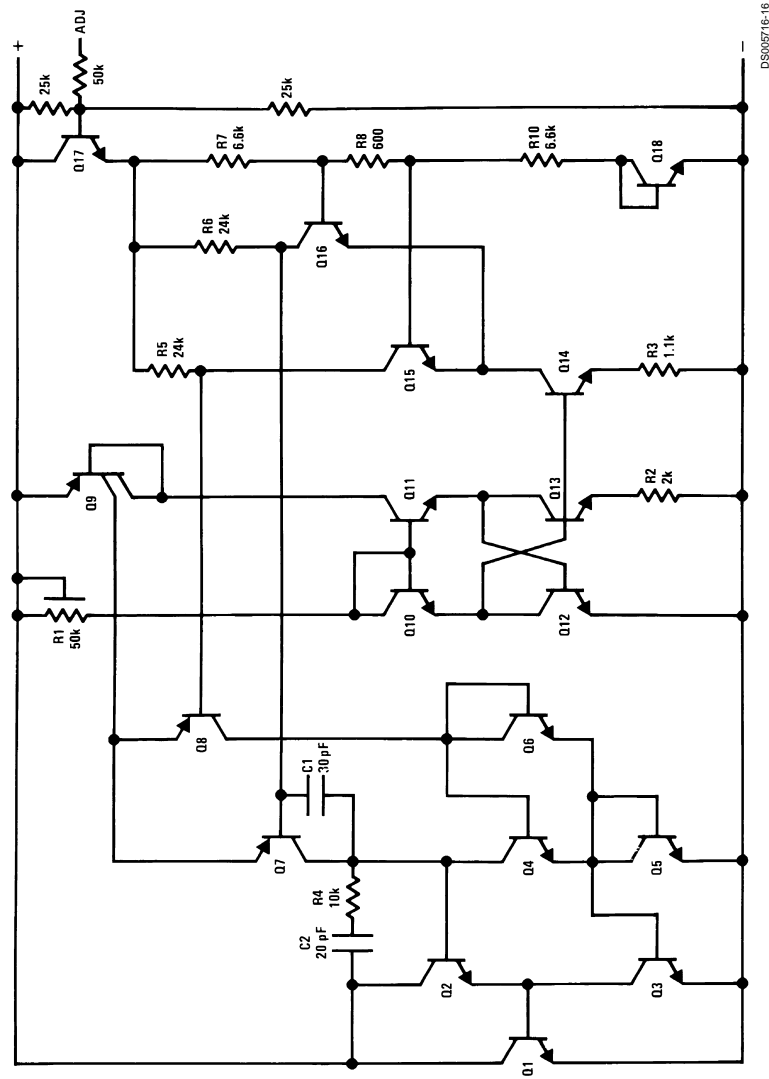 DS005716-16
+
ADJ
25k
50k
25k
Q17
R7
6.6k
R8
600
R10
6.6k
Q18
R6
24k
Q16
R5
24k
Q15
Q14
R3
1.1k
Q9
Q11
Q13
R2
2k
R1
50k
Q10
Q12
Q8
Q6
C1
30 pF
Q7
Q4
Q5
R4
10k
C2
20 pF
Q2
Q3
Q1
−